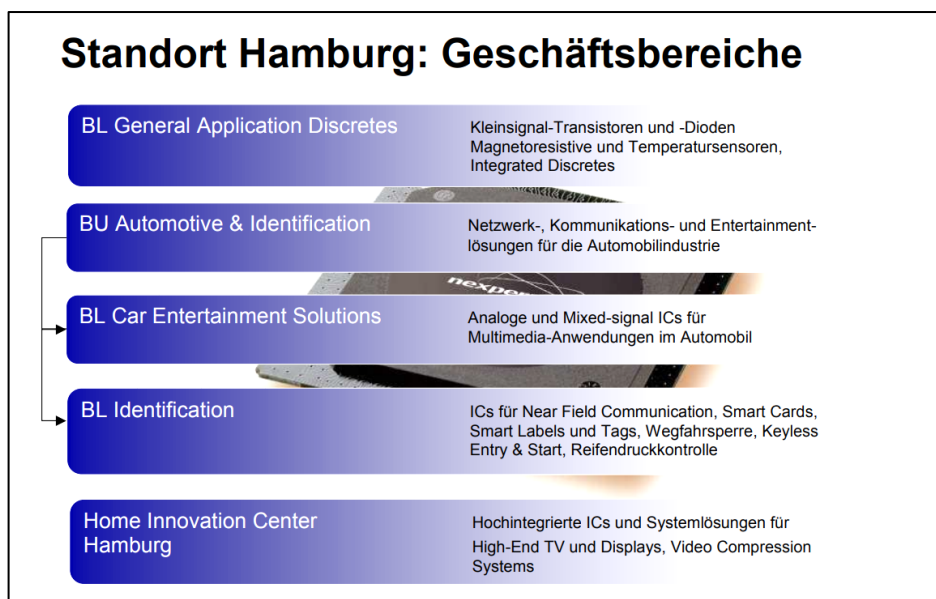 Standort Hamburg: Geschäftsbereiche
BL General Application Discretes
Kleinsignal-Transistoren und -Dioden
Magnetoresistive und Temperatursensoren,
Integrated Discretes
BU Automotive & Identification
Netzwerk-, Kommunikations- und Entertainment-
lösungen für die Automobilindustrie
nexper
BL Car Entertainment Solutions
Analoge und Mixed-signal ICs für
Multimedia-Anwendungen im Automobil
BL Identification
ICs für Near Field Communication, Smart Cards,
Smart Labels und Tags, Wegfahrsperre, Keyless
Entry & Start, Reifendruckkontrolle
Home Innovation Center
Hamburg
Hochintegrierte ICs und Systemlösungen für
High-End TV und Displays, Video Compression
Systems